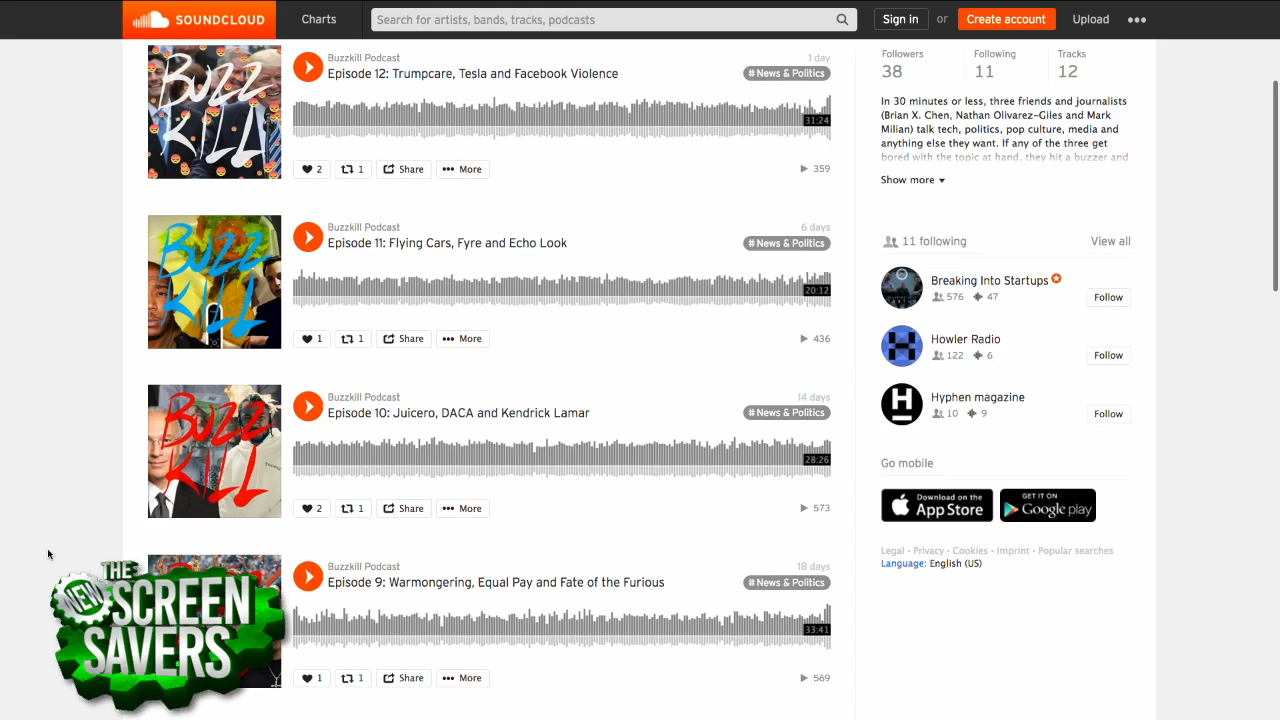 SOUNDCLOUD
Charts
Search for artists, bands, tracks, podcasts
Sign in
or
Create account
Upload
BUZZ
KILL
Buzzkill Podcast
1 day
Episode 12: Trumpcare, Tesla and Facebook Violence
# News & Politics
31:24
2
1
Share
More
359
BUZZ
KILL
Buzzkill Podcast
6 days
Episode 11: Flying Cars, Fyre and Echo Look
# News & Politics
20:12
1
1
Share
More
436
BUZZ
KILL
Buzzkill Podcast
14 days
Episode 10: Juicero, DACA and Kendrick Lamar
# News & Politics
28:26
2
1
Share
More
573
Buzzkill Podcast
18 days
Episode 9: Warmongering, Equal Pay and Fate of the Furious
# News & Politics
33:41
1
1
Share
More
569
THE
NEW
SCREEN
SAVERS
Followers
38
Following
11
Tracks
12
In 30 minutes or less, three friends and journalists
(Brian X. Chen, Nathan Olivarez-Giles and Mark
Milian) talk tech, politics, pop culture, media and
anything else they want. If any of the three get
bored with the topic at hand, they hit a buzzer and
Show more
11 following
View all
Breaking Into Startups
576
47
Follow
Howler Radio
122
6
Follow
H
Hyphen magazine
10
9
Follow
Go mobile
Download on the
App Store
GET IT ON
Google play
Legal - Privacy - Cookies - Imprint - Popular searches
Language: English (US)